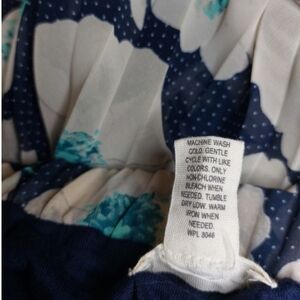 MACHINE WASH
COLD, GENTLE
CYCLE WITH LIKE
COLORS. ONLY
NON-CHLORINE
BLEACH WHEN
NEEDED. TUMBLE
DRY LOW. WARM
IRON WHEN
NEEDED.
WPL 8046